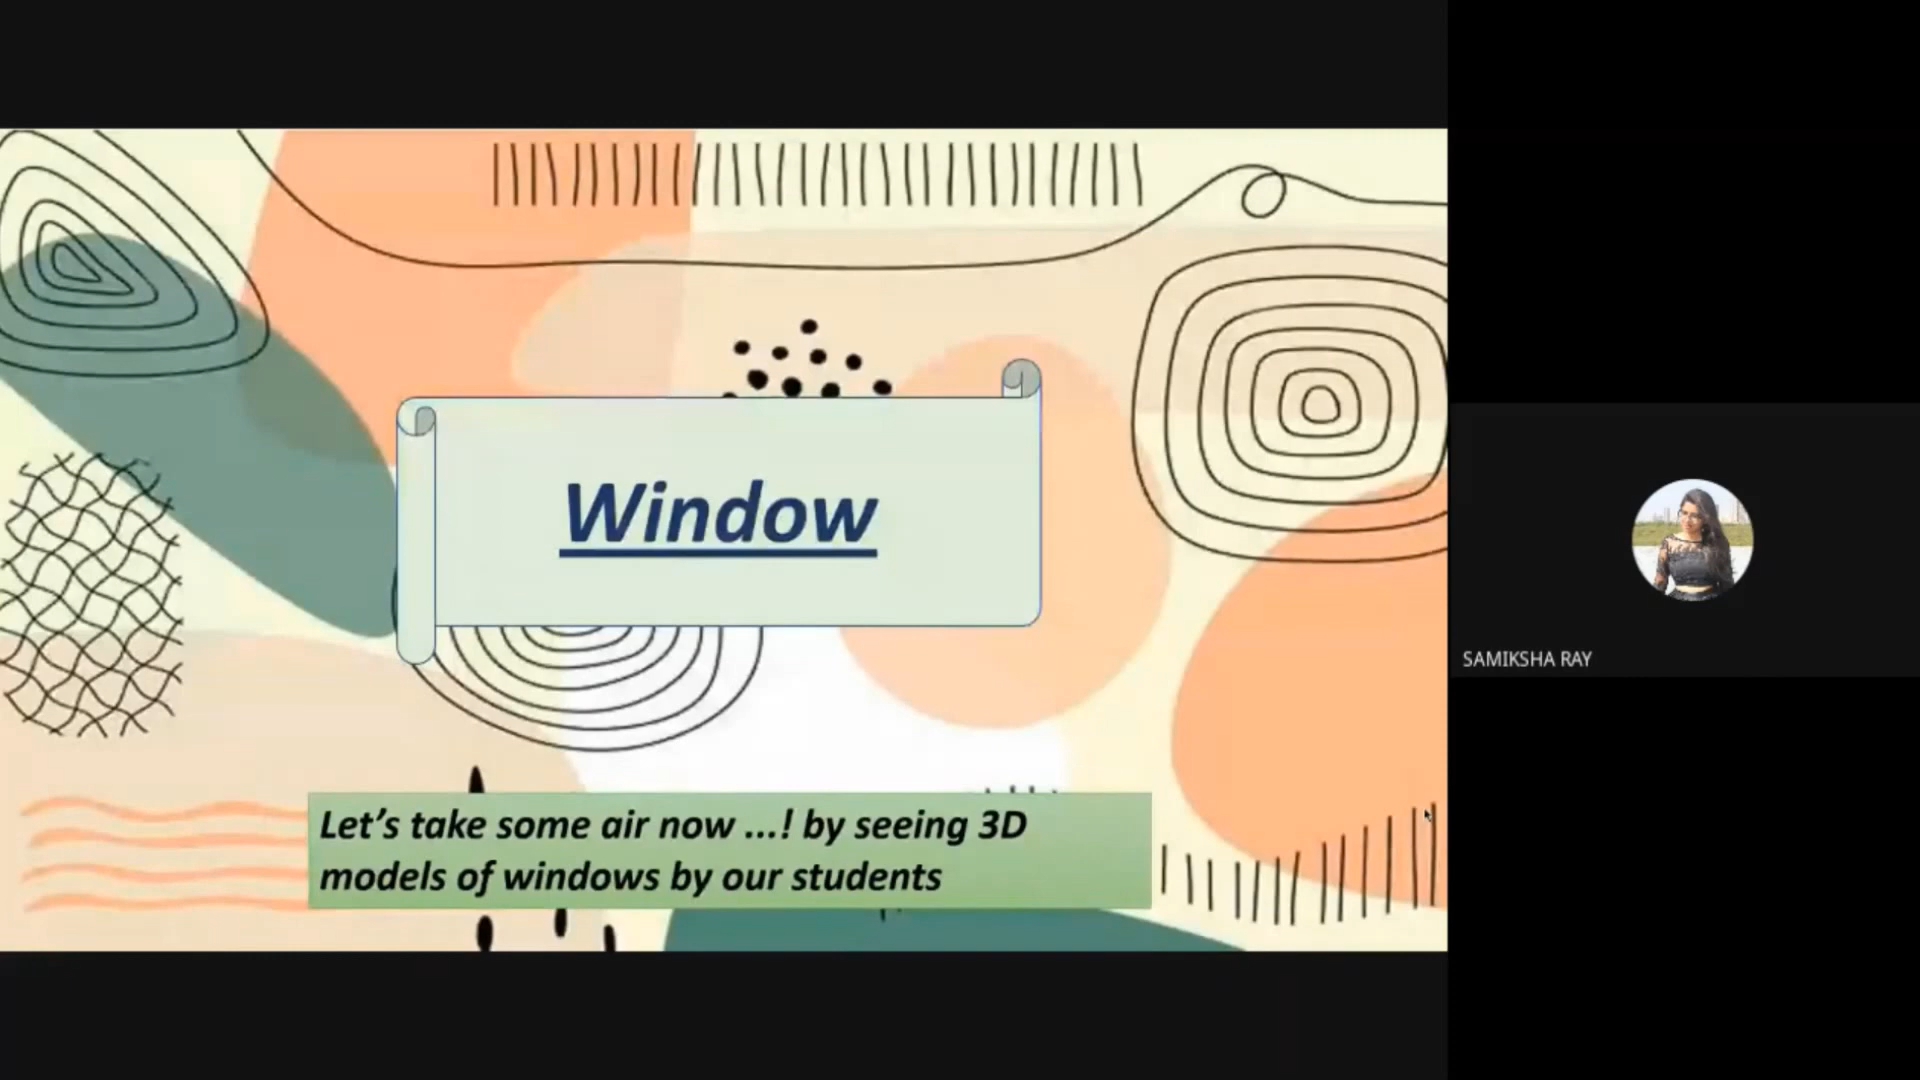 Window
Let’s take some air now ...! by seeing 3D
models of windows by our students
SAMIKSHA RAY